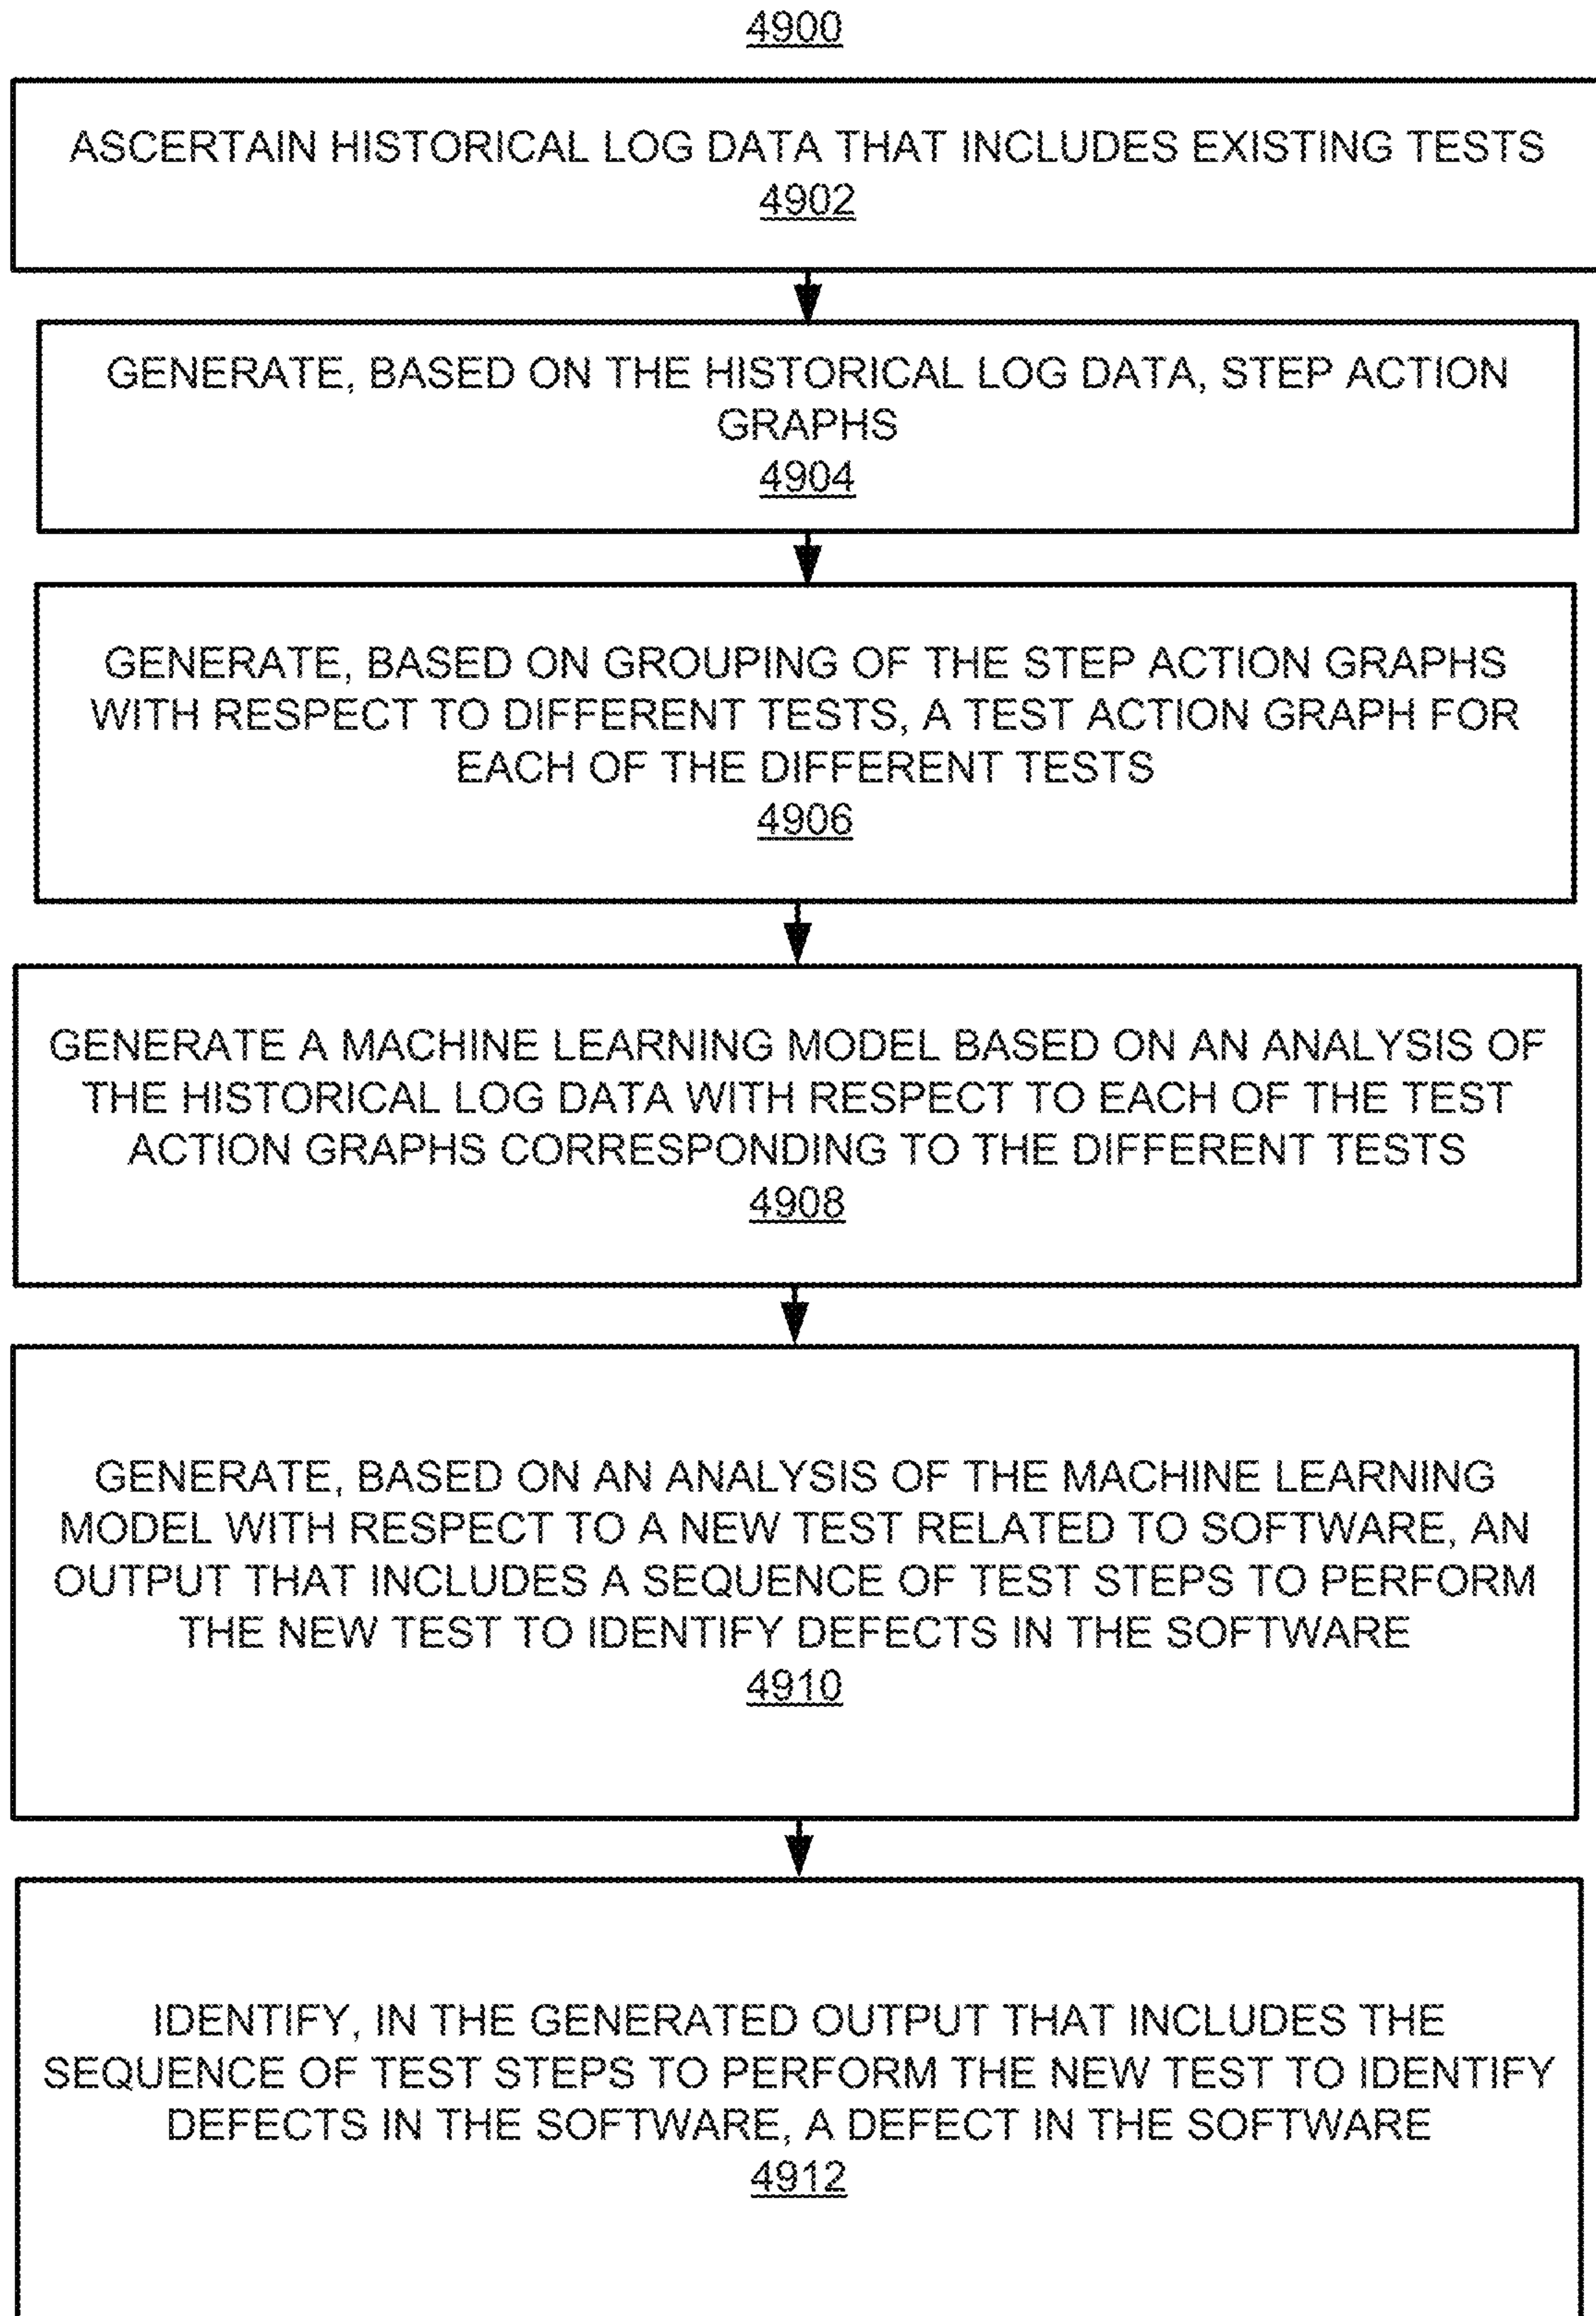 4900
ASCERTAIN HISTORICAL LOG DATA THAT INCLUDES EXISTING TESTS
4902
GENERATE, BASED ON THE HISTORICAL LOG DATA, STEP ACTION
GRAPHS
4904
GENERATE, BASED ON GROUPING OF THE STEP ACTION GRAPHS
WITH RESPECT TO DIFFERENT TESTS, A TEST ACTION GRAPH FOR
EACH OF THE DIFFERENT TESTS
4906
GENERATE A MACHINE LEARNING MODEL BASED ON AN ANALYSIS OF
THE HISTORICAL LOG DATA WITH RESPECT TO EACH OF THE TEST
ACTION GRAPHS CORRESPONDING TO THE DIFFERENT TESTS
4908
GENERATE, BASED ON AN ANALYSIS OF THE MACHINE LEARNING
MODEL WITH RESPECT TO A NEW TEST RELATED TO SOFTWARE, AN
OUTPUT THAT INCLUDES A SEQUENCE OF TEST STEPS TO PERFORM
THE NEW TEST TO IDENTIFY DEFECTS IN THE SOFTWARE
4910
IDENTIFY, IN THE GENERATED OUTPUT THAT INCLUDES THE
SEQUENCE OF TEST STEPS TO PERFORM THE NEW TEST TO IDENTIFY
DEFECTS IN THE SOFTWARE, A DEFECT IN THE SOFTWARE
4912